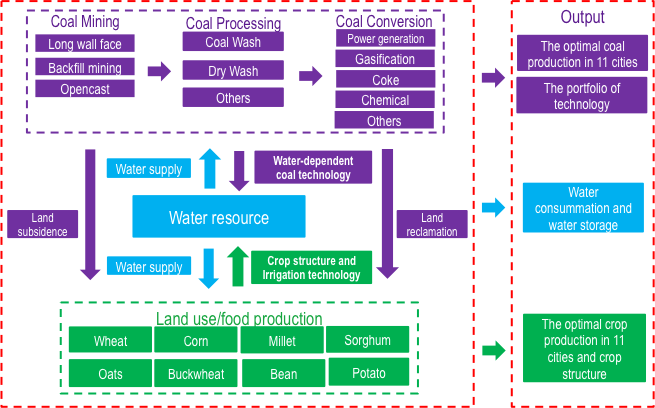 Coal Mining
Long wall face
Backfill mining
Opencast
Coal Processing
Coal Wash
Dry Wash
Others
Coal Conversion
Power generation
Gasification
Coke
Chemical
Others
Output
The optimal coal
production in 11 cities
The portfolio of
technology
Water supply
Water-dependent
coal technology
Land
subsidence
Water resource
Land
reclamation
Water
consummation and
water storage
Water supply
Crop structure and
Irrigation technology
Land use/food production
Wheat
Corn
Millet
Sorghum
Oats
Buckwheat
Bean
Potato
The optimal crop
production in 11
cities and crop
structure